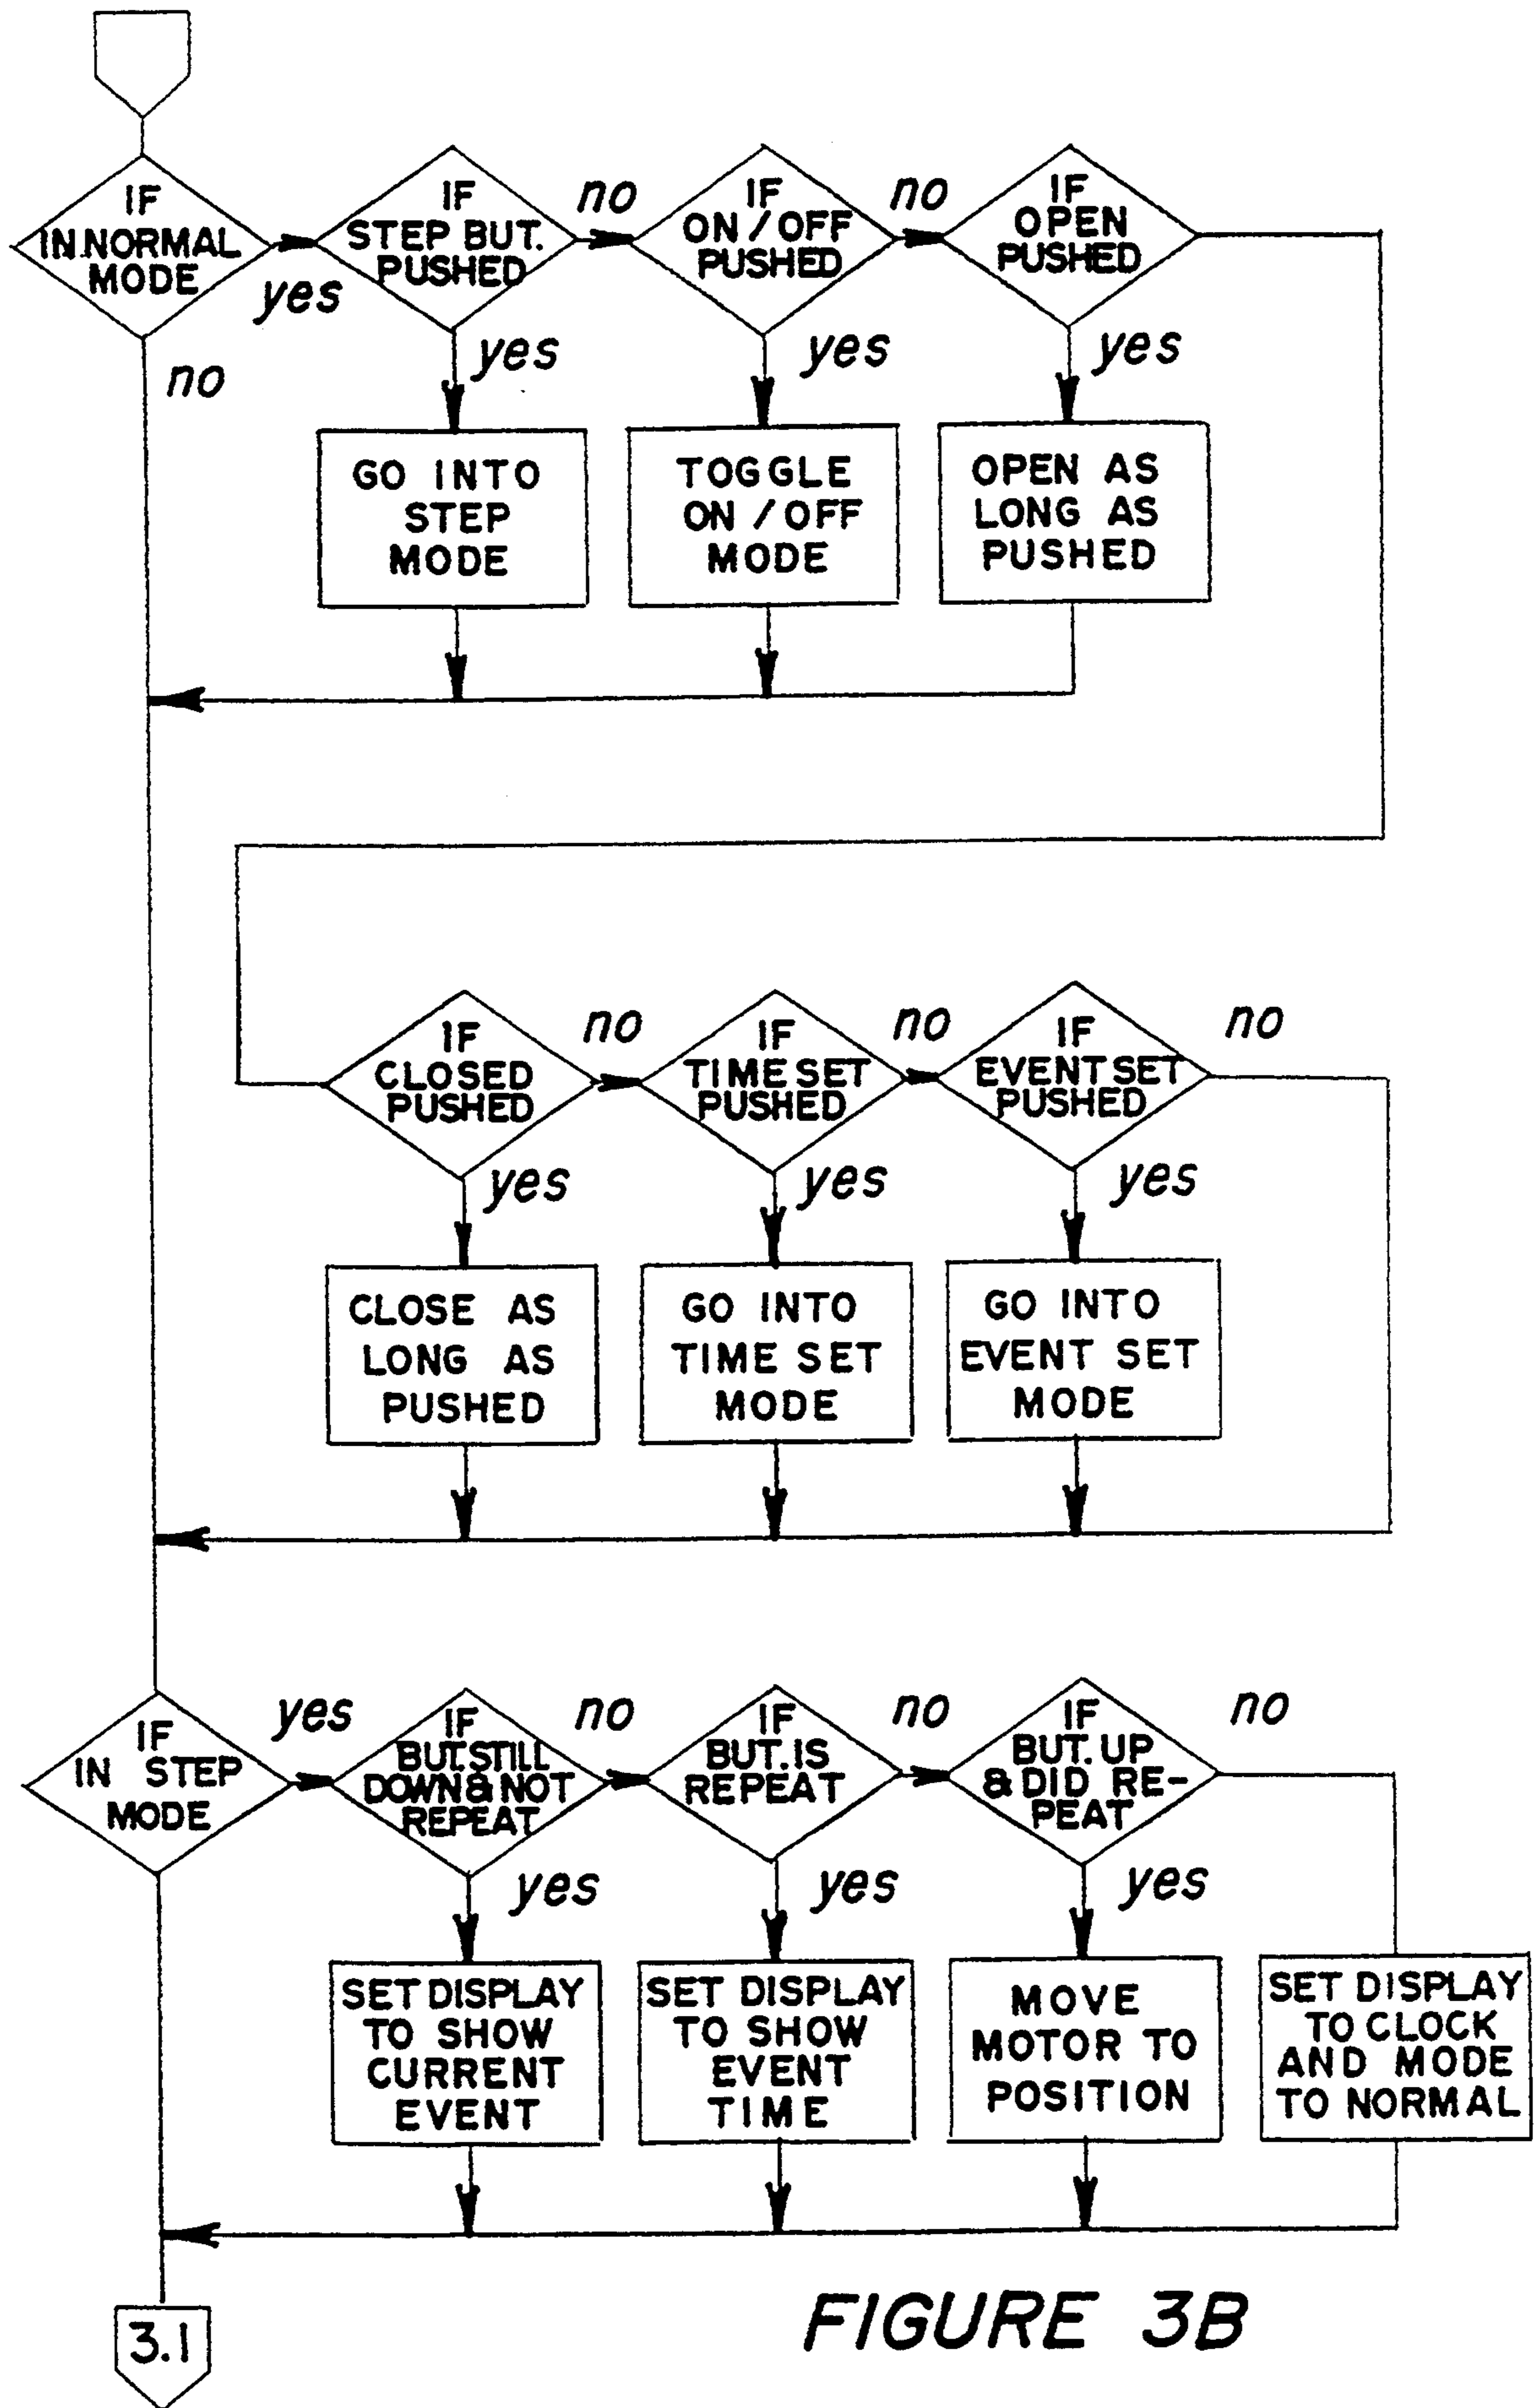 IF
IN NORMAL
MODE
yes
no
IF
STEP BUT.
PUSHED
no
yes
IF
ON / OFF
PUSHED
no
yes
IF
OPEN
PUSHED
yes
GO INTO
STEP
MODE
TOGGLE
ON / OFF
MODE
OPEN AS
LONG AS
PUSHED
IF
CLOSED
PUSHED
no
yes
IF
TIME SET
PUSHED
no
yes
IF
EVENT SET
PUSHED
no
yes
CLOSE AS
LONG AS
PUSHED
GO INTO
TIME SET
MODE
GO INTO
EVENT SET
MODE
IF
IN STEP
MODE
yes
IF
BUT. STILL
DOWN & NOT
REPEAT
no
yes
IF
BUT. IS
REPEAT
no
yes
IF
BUT. UP
& DID RE-
PEAT
no
yes
SET DISPLAY
TO SHOW
CURRENT
EVENT
SET DISPLAY
TO SHOW
EVENT
TIME
MOVE
MOTOR TO
POSITION
SET DISPLAY
TO CLOCK
AND MODE
TO NORMAL
3.1
FIGURE 3B